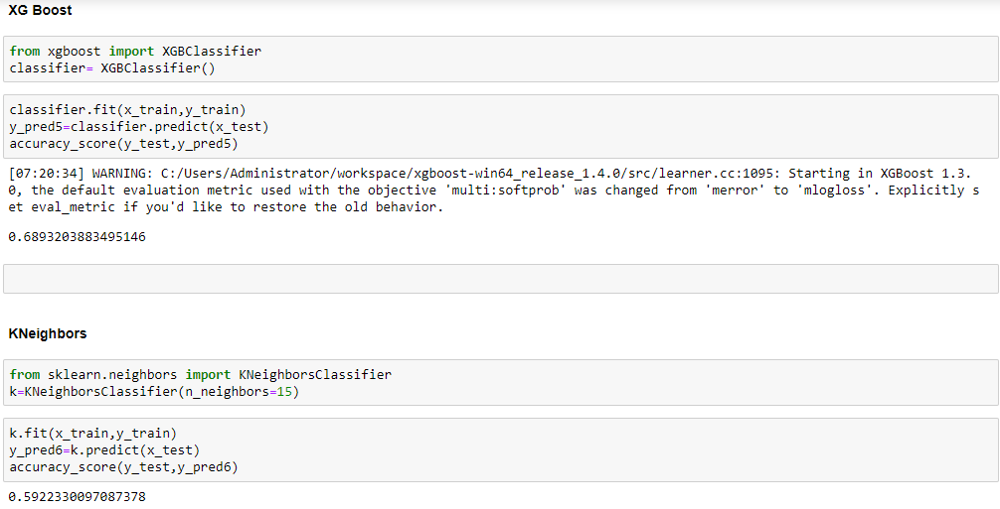 XG Boost
from xgboost import XGBClassifier
classifier= XGBClassifier()
classifier.fit(x_train,y_train)
y_pred5=classifier.predict(x_test)
accuracy_score(y_test,y_pred5)
[07:20:34] WARNING: C:/Users/Administrator/workspace/xgboost-win64_release_1.4.0/src/learner.cc:1095: Starting in XGBoost 1.3.
0, the default evaluation metric used with the objective 'multi:softprob' was changed from 'merror' to 'mlogloss'. Explicitly s
et eval_metric if you'd like to restore the old behavior.
0.6893203883495146
KNeighbors
from sklearn.neighbors import KNeighborsClassifier
k=KNeighborsClassifier(n_neighbors=15)
k.fit(x_train,y_train)
y_pred6=k.predict(x_test)
accuracy_score(y_test,y_pred6)
0.5922330097087378